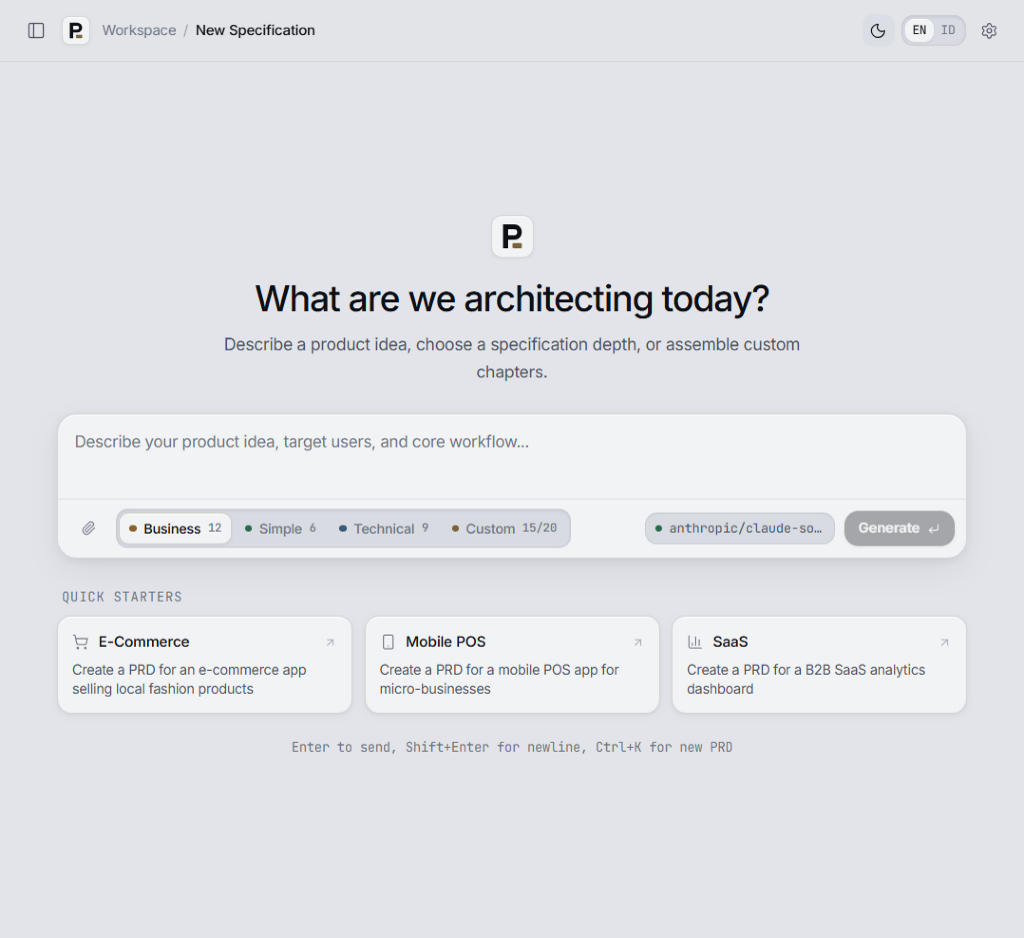 P
Workspace / New Specification
EN ID
P
What are we architecting today?
Describe a product idea, choose a specification depth, or assemble custom
chapters.
Describe your product idea, target users, and core workflow...
Business 12 Simple 6 Technical 9 Custom 15/20
anthropic/claude-so…
Generate
QUICK STARTERS
E-Commerce
Create a PRD for an e-commerce app
selling local fashion products
Mobile POS
Create a PRD for a mobile POS app for
micro-businesses
SaaS
Create a PRD for a B2B SaaS analytics
dashboard
Enter to send, Shift+Enter for newline, Ctrl+K for new PRD